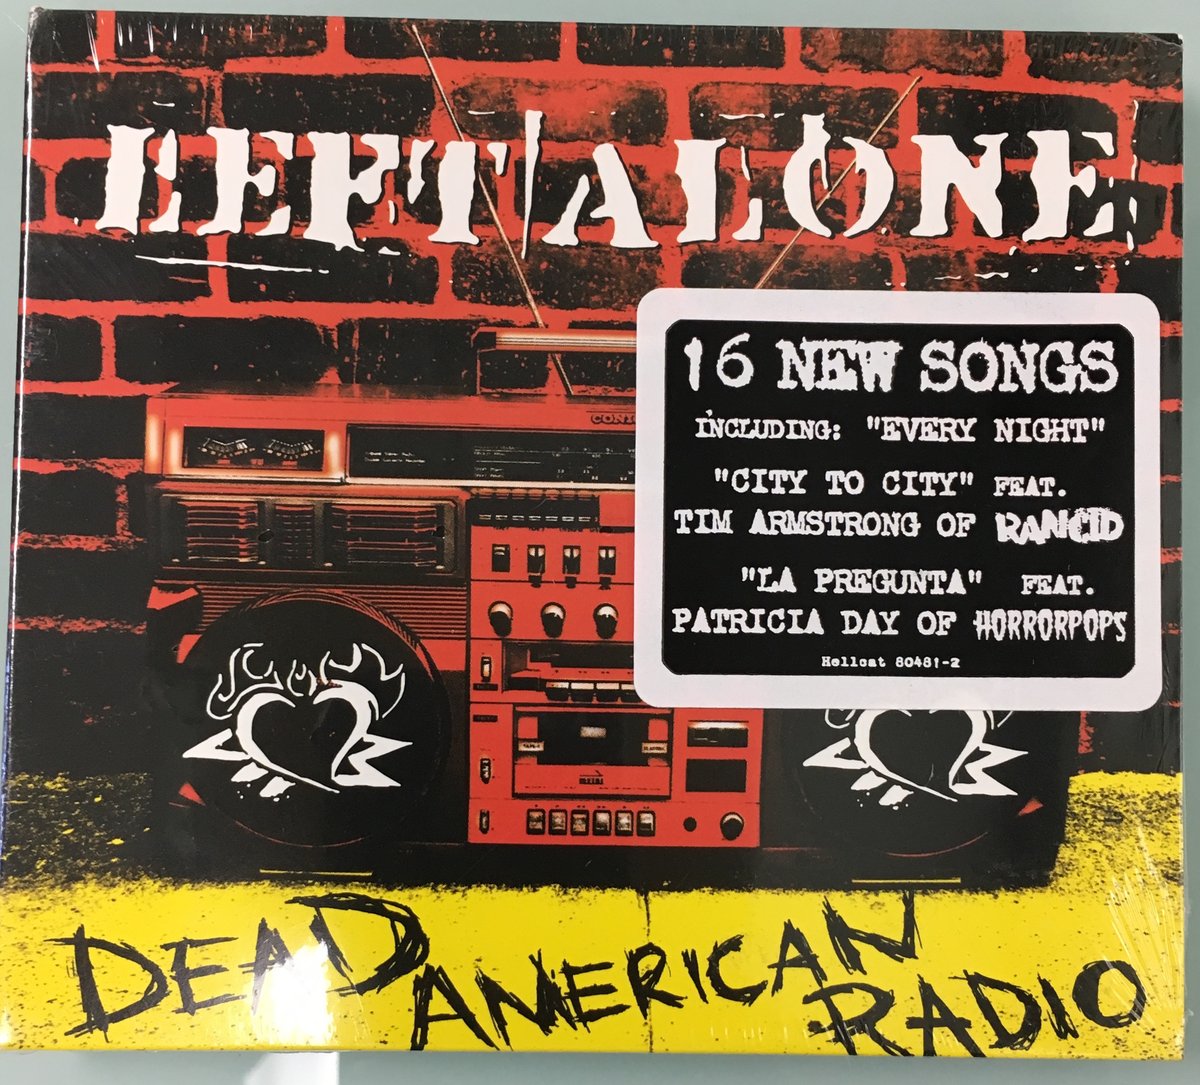 LEFT ALONE
16 NEW SONGS
INCLUDING: "EVERY NIGHT"
"CITY TO CITY" FEAT.
TIM ARMSTRONG OF RANCID
"LA PREGUNTA" FEAT.
PATRICIA DAY OF HORRORPOPS
Hellcat 80481-2
DEAD AMERICAN RADIO